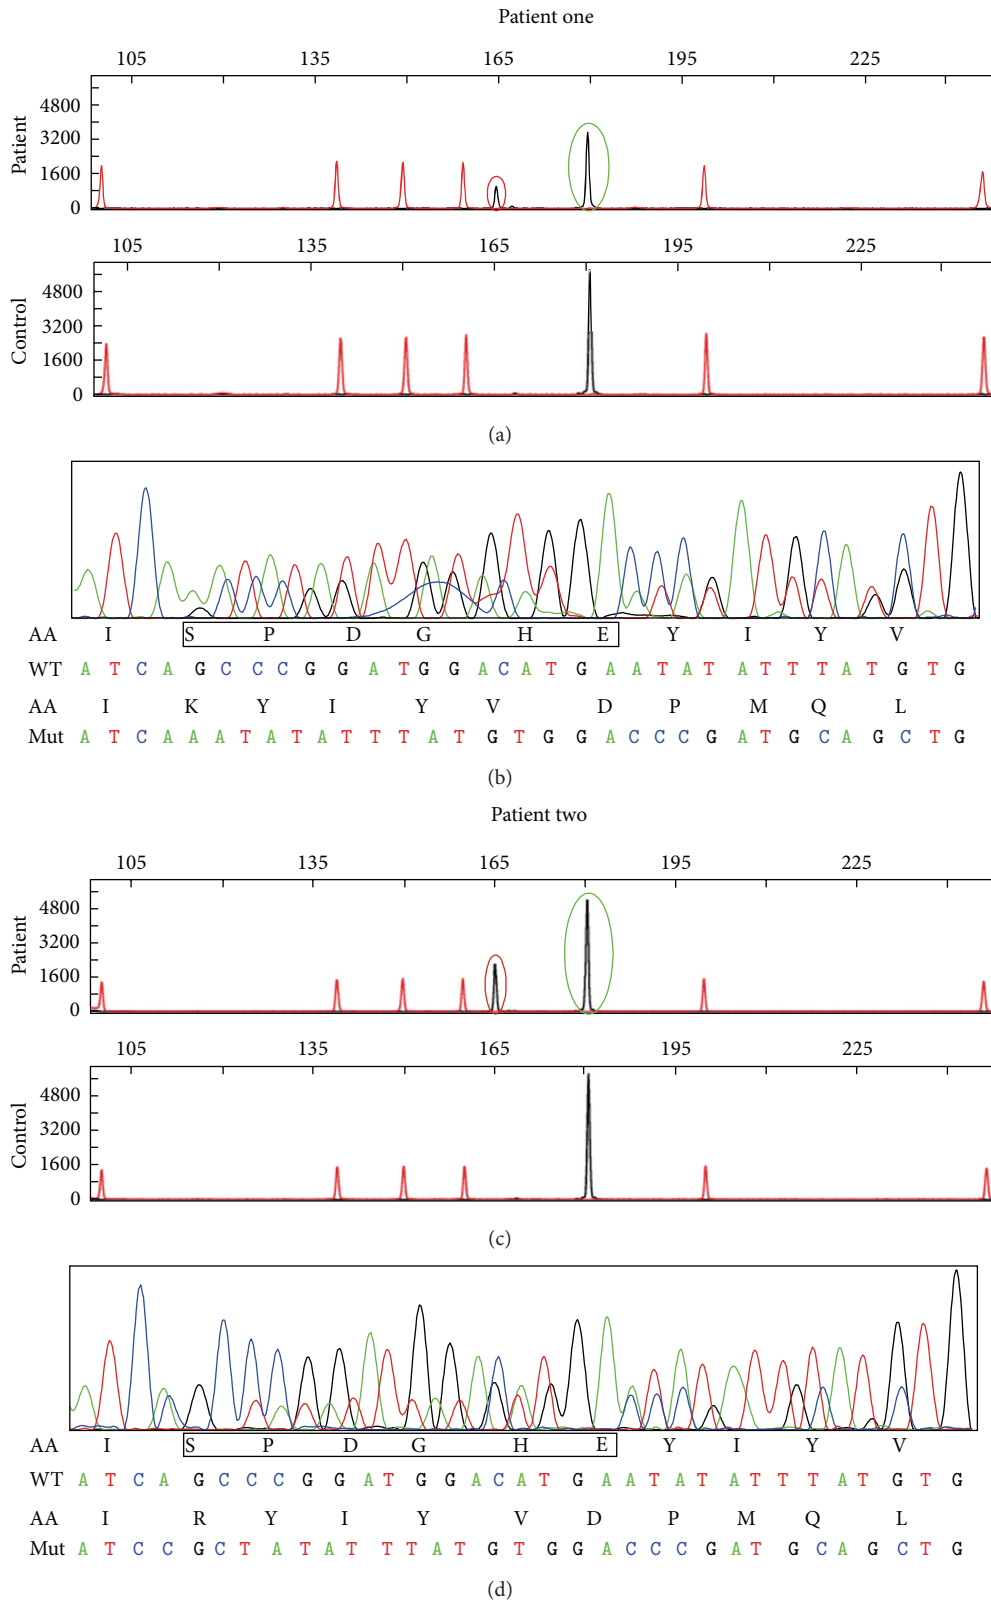 Patient one
105 135 165 195 225
Patient
4800
3200
1600
0
105 135 165 195 225
Control
4800
3200
1600
0
(a)
AA I S P D G H E Y I Y V
WT A T C A G C C C G G A T G G A C A T G A A T A T A T T T A T G T G
AA I K Y I Y V D P M Q L
Mut A T C A A A T A T A T T T A T G T G G A C C C G A T G C A G C T G
(b)
Patient two
105 135 165 195 225
Patient
4800
3200
1600
0
105 135 165 195 225
Control
4800
3200
1600
0
(c)
AA I S P D G H E Y I Y V
WT A T C A G C C C G G A T G G A C A T G A A T A T A T T T A T G T G
AA I R Y I Y V D P M Q L
Mut A T C C G C T A T A T T T A T G T G G A C C C G A T G C A G C T G
(d)